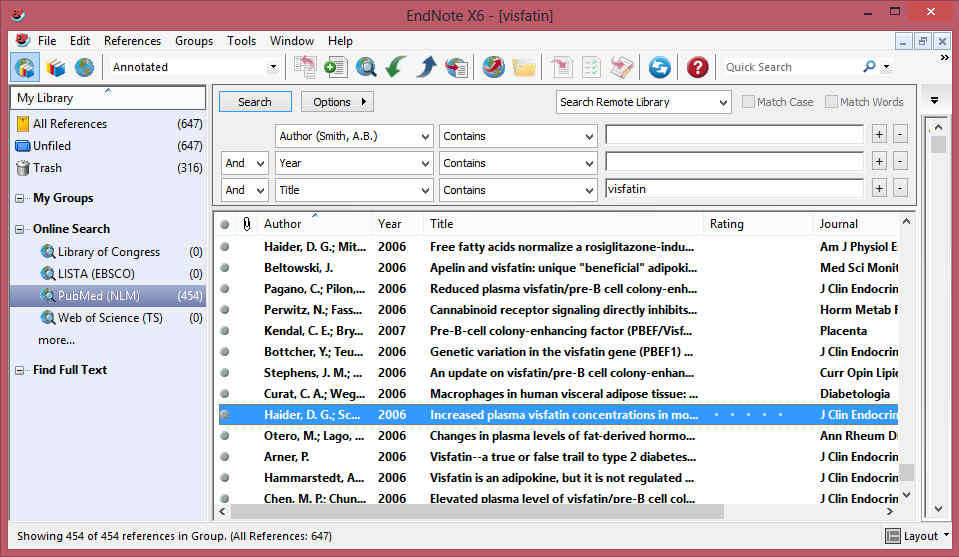 EndNote X6 - [visfatin]
File Edit References Groups Tools Window Help
Annotated Quick Search
My Library
All References (647)
Unfiled (647)
Trash (316)
My Groups
Online Search
Library of Congress (0)
LISTA (EBSCO) (0)
PubMed (NLM) (454)
Web of Science (TS) (0)
more...
Find Full Text
Search Options Search Remote Library Match Case Match Words
Author (Smith, A.B.) Contains + -
And Year Contains + -
And Title Contains visfatin + -
Author Year Title Rating Journal
Haider, D. G.; Mit... 2006 Free fatty acids normalize a rosiglitazone-indu... Am J Physiol E
Beltowski, J. 2006 Apelin and visfatin: unique "beneficial" adipoki... Med Sci Monit
Pagano, C.; Pilon,... 2006 Reduced plasma visfatin/pre-B cell colony-enh... J Clin Endocrin
Perwitz, N.; Fass... 2006 Cannabinoid receptor signaling directly inhibits... Horm Metab R
Kendal, C. E.; Bry... 2007 Pre-B-cell colony-enhancing factor (PBEF/Visf... Placenta
Bottcher, Y.; Teu... 2006 Genetic variation in the visfatin gene (PBEF1) ... J Clin Endocrin
Stephens, J. M.; ... 2006 An update on visfatin/pre-B cell colony-enhan... Curr Opin Lipid
Curat, C. A.; Weg... 2006 Macrophages in human visceral adipose tissue: ... Diabetologia
Haider, D. G.; Sc... 2006 Increased plasma visfatin concentrations in mo... J Clin Endocrin
Otero, M.; Lago, ... 2006 Changes in plasma levels of fat-derived hormo... Ann Rheum D
Arner, P. 2006 Visfatin--a true or false trail to type 2 diabetes... J Clin Endocrin
Hammarstedt, A... 2006 Visfatin is an adipokine, but it is not regulated ... J Clin Endocrin
Chen, M. P.; Chun... 2006 Elevated plasma level of visfatin/pre-B cell col... J Clin Endocrin
Showing 454 of 454 references in Group. (All References: 647) Layout